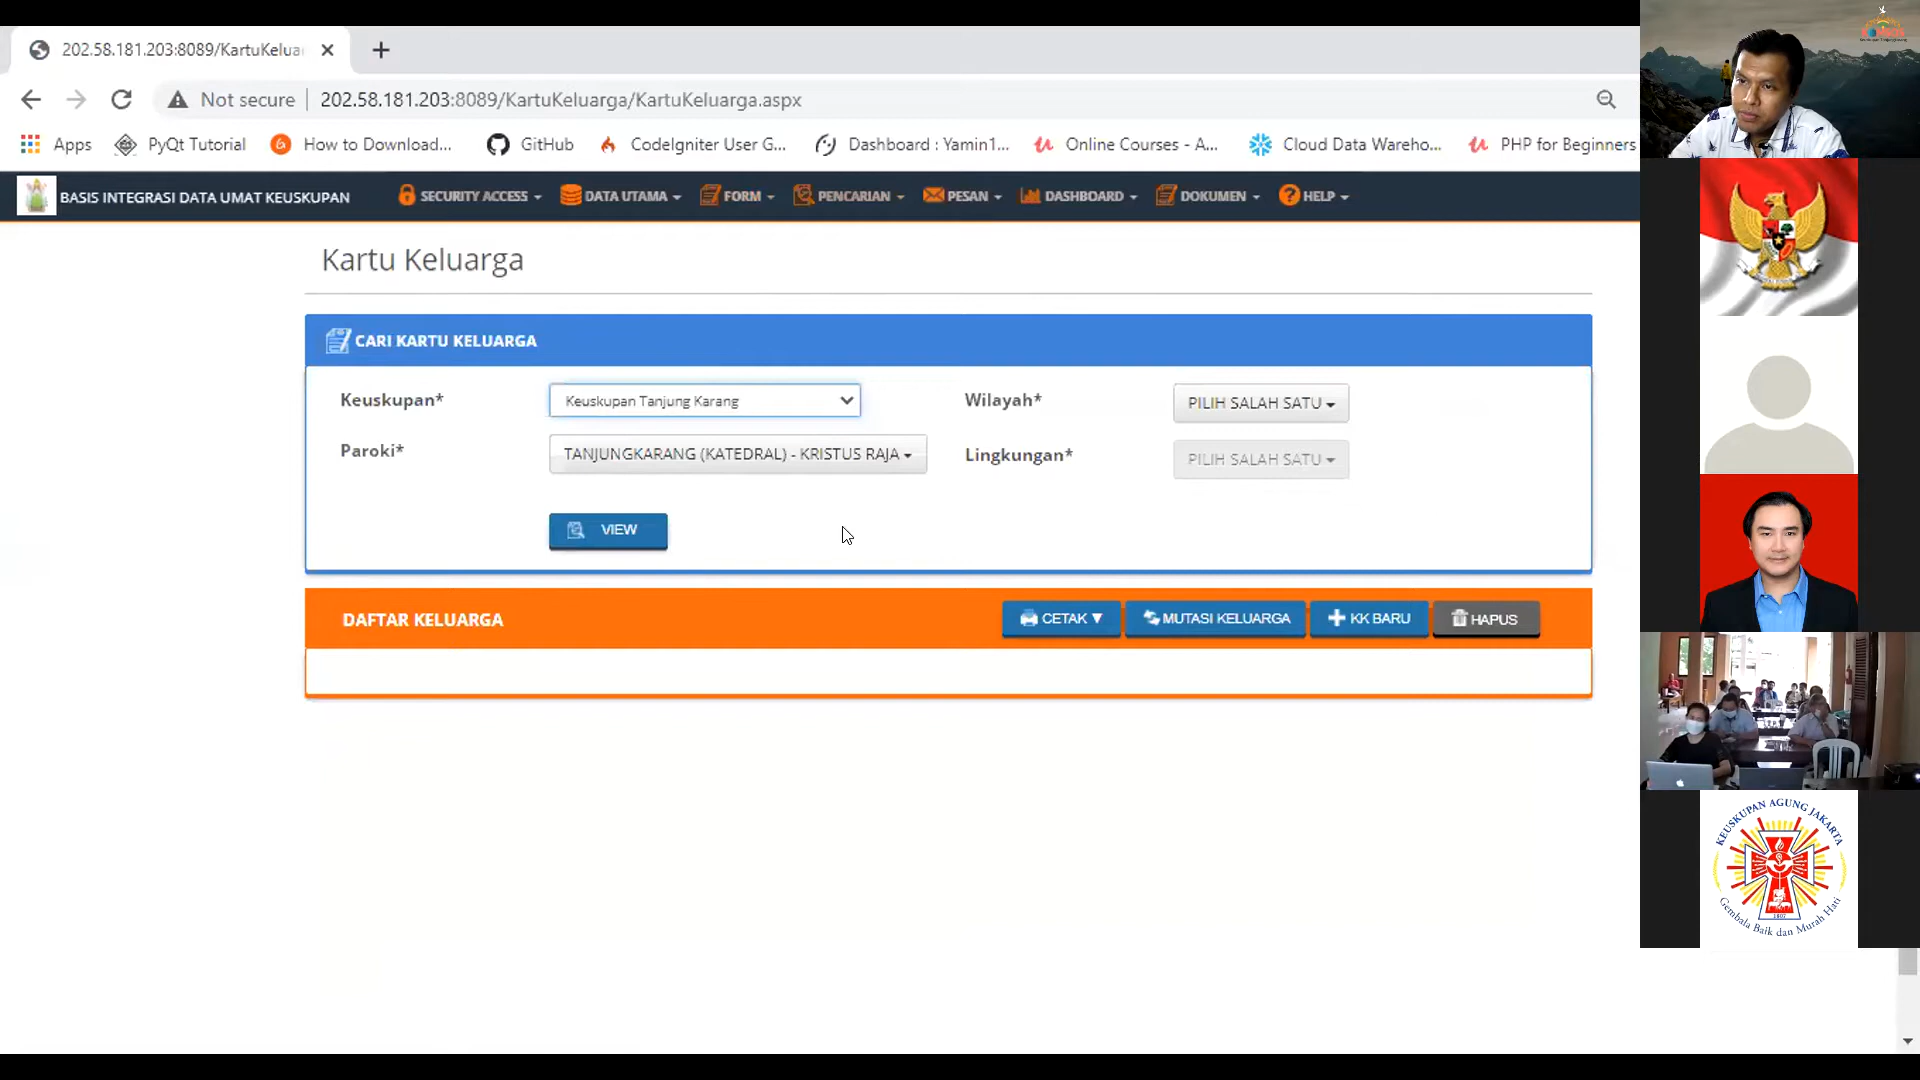 202.58.181.203:8089/KartuKeluar
Not secure 202.58.181.203:8089/KartuKeluarga/KartuKeluarga.aspx
Apps PyQt Tutorial How to Download... GitHub CodeIgniter User G... Dashboard : Yamin1... Online Courses - A... Cloud Data Wareho... PHP for Beginners
BASIS INTEGRASI DATA UMAT KEUSKUPAN SECURITY ACCESS DATA UTAMA FORM PENCARIAN PESAN DASHBOARD DOKUMEN HELP
Kartu Keluarga
CARI KARTU KELUARGA
Keuskupan* Keuskupan Tanjung Karang Wilayah* PILIH SALAH SATU
Paroki* TANJUNGKARANG (KATEDRAL) - KRISTUS RAJA Lingkungan* PILIH SALAH SATU
VIEW
DAFTAR KELUARGA CETAK ▼ MUTASI KELUARGA KK BARU HAPUS
KEUSKUPAN AGUNG JAKARTA
1807
Gembala Baik dan Murah Hati